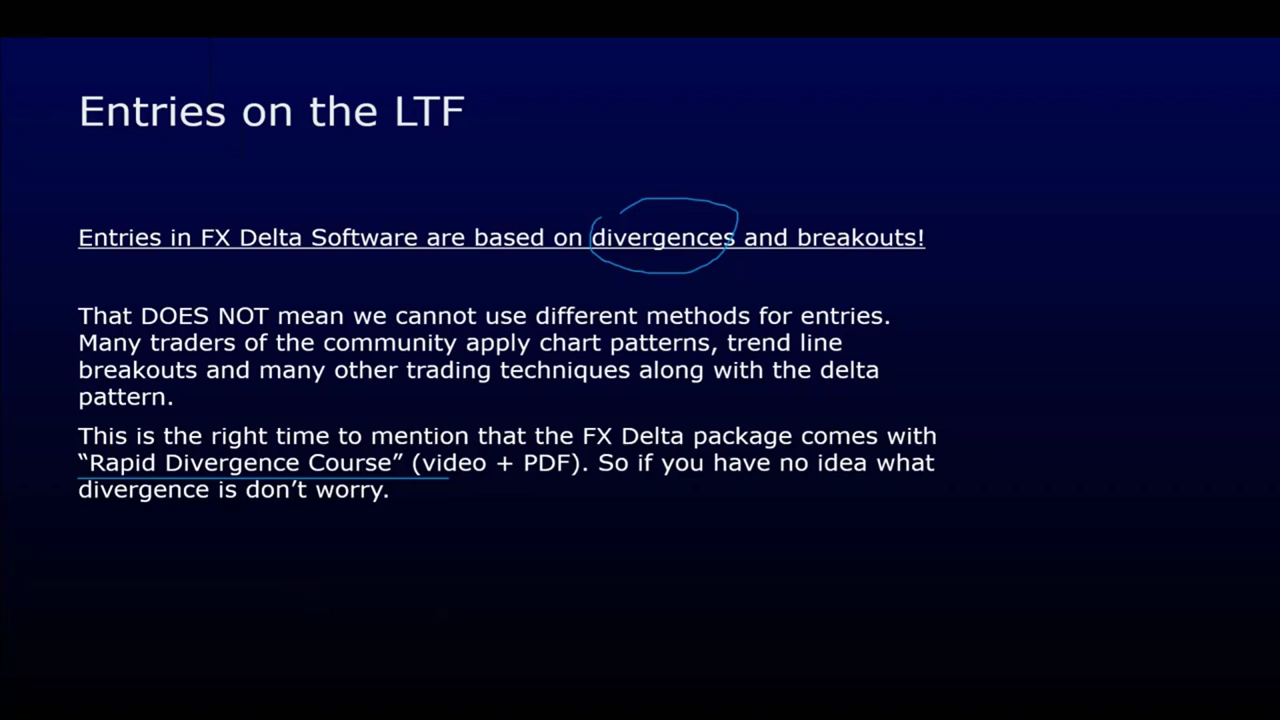 Entries on the LTF
Entries in FX Delta Software are based on divergences and breakouts!
That DOES NOT mean we cannot use different methods for entries.
Many traders of the community apply chart patterns, trend line
breakouts and many other trading techniques along with the delta
pattern.
This is the right time to mention that the FX Delta package comes with
“Rapid Divergence Course” (video + PDF). So if you have no idea what
divergence is don’t worry.